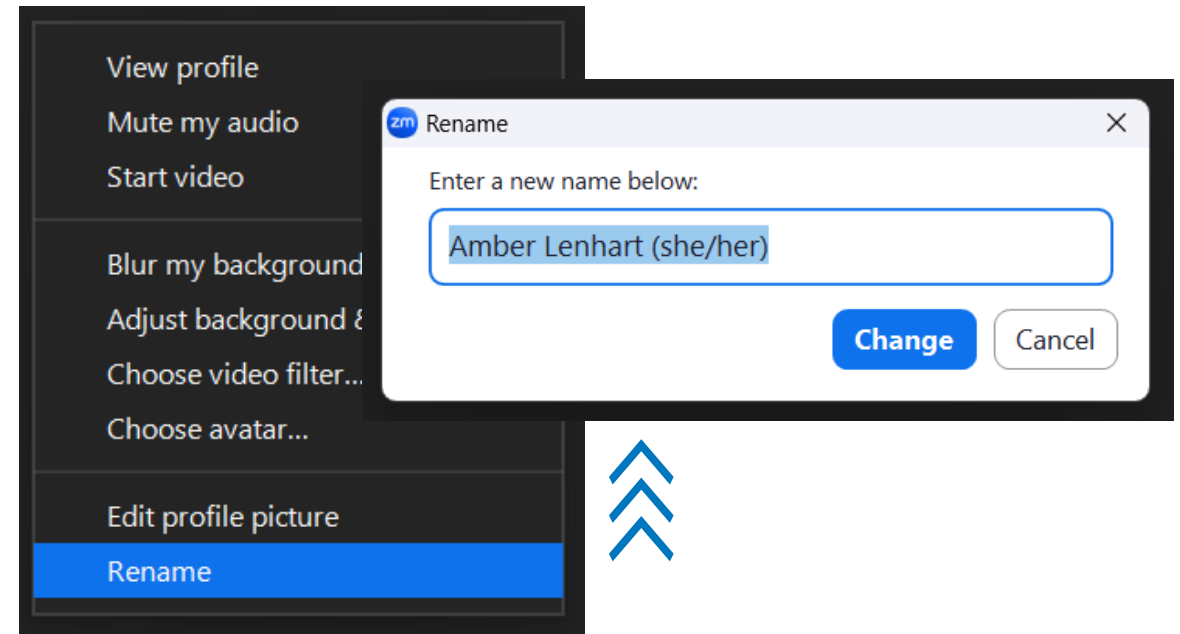 View profile
Mute my audio
Start video
Blur my background
Adjust background &
Choose video filter...
Choose avatar...
Edit profile picture
Rename
zm Rename
Enter a new name below:
Amber Lenhart (she/her)
Change Cancel